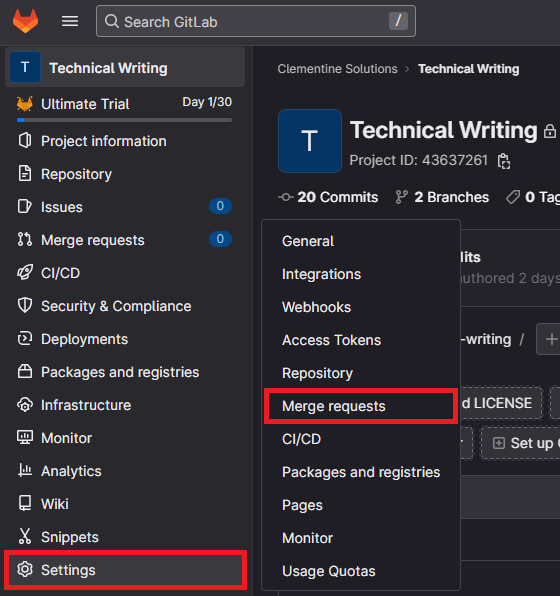 Search GitLab /
T Technical Writing
Ultimate Trial Day 1/30
Project information
Repository
Issues 0
Merge requests 0
CI/CD
Security & Compliance
Deployments
Packages and registries
Infrastructure
Monitor
Analytics
Wiki
Snippets
Settings
Clementine Solutions › Technical Writing
T
Technical Writing
Project ID: 43637261
20 Commits 2 Branches 0 Tag
General
Integrations
Webhooks
Access Tokens
Repository
Merge requests
CI/CD
Packages and registries
Pages
Monitor
Usage Quotas
dits
authored 2 days
-writing / +
d LICENSE
Set up